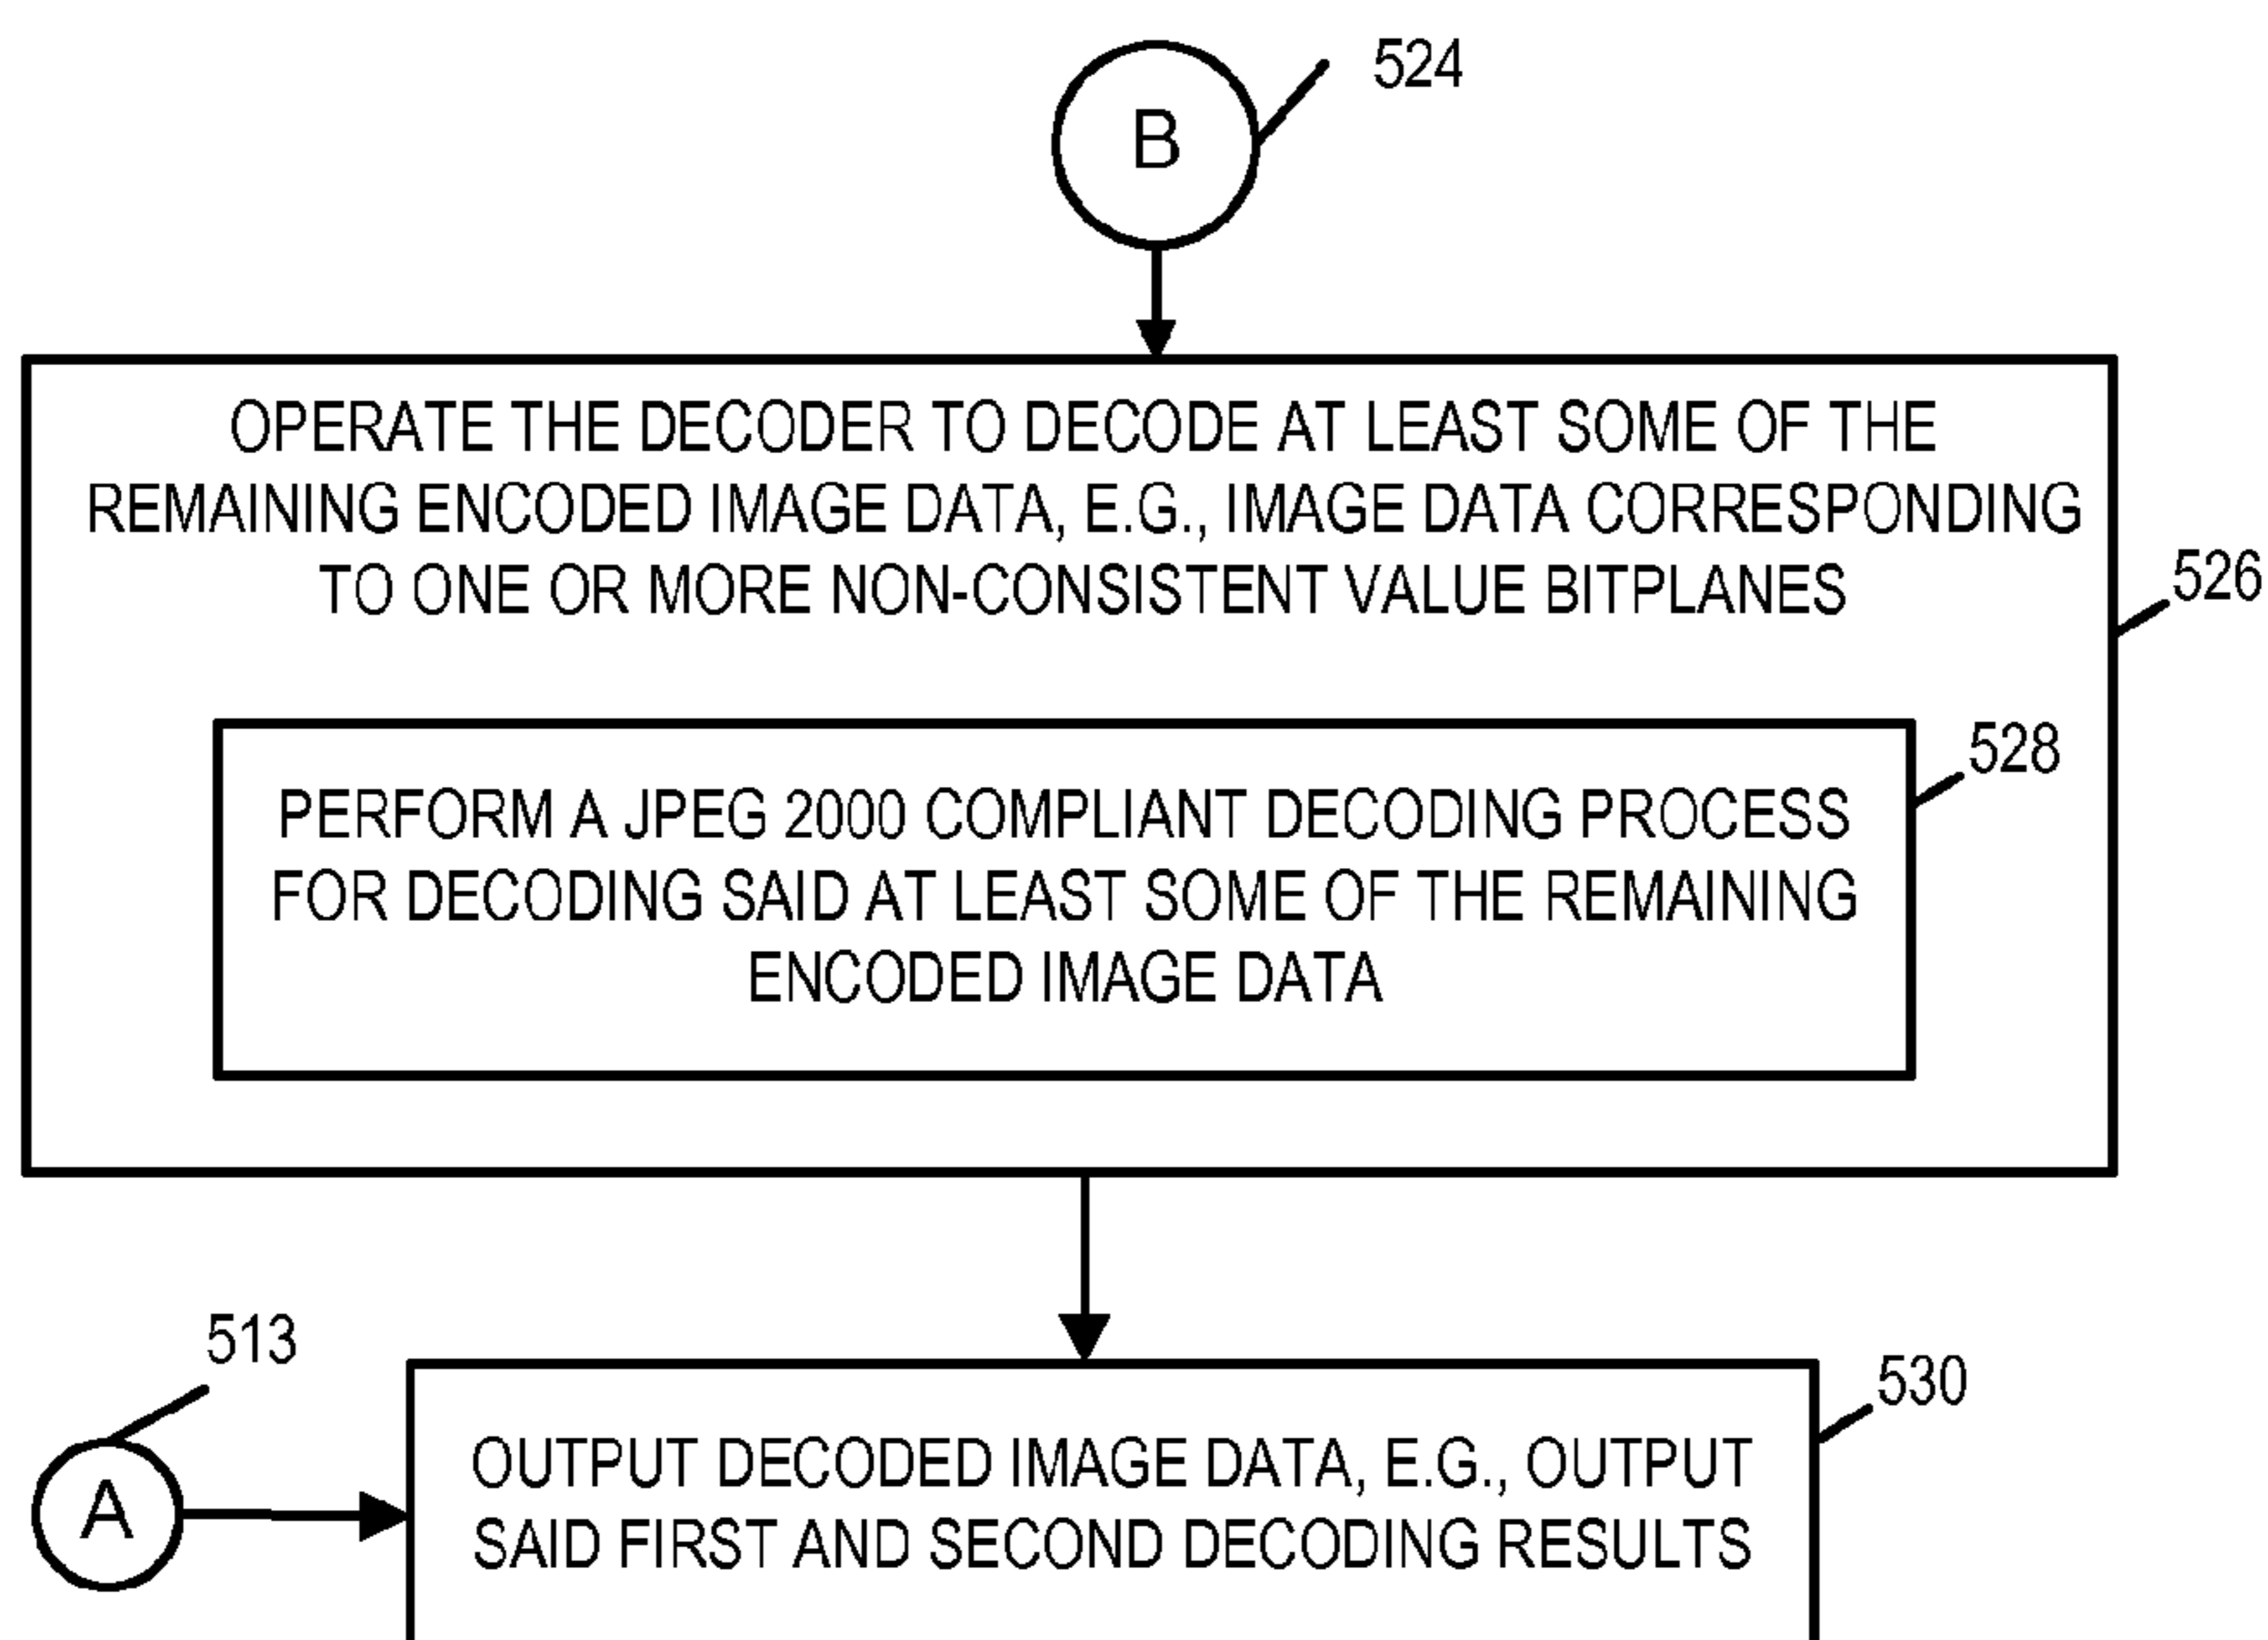 524
B
OPERATE THE DECODER TO DECODE AT LEAST SOME OF THE
REMAINING ENCODED IMAGE DATA, E.G., IMAGE DATA CORRESPONDING
TO ONE OR MORE NON-CONSISTENT VALUE BITPLANES
526
528
PERFORM A JPEG 2000 COMPLIANT DECODING PROCESS
FOR DECODING SAID AT LEAST SOME OF THE REMAINING
ENCODED IMAGE DATA
513
530
A
OUTPUT DECODED IMAGE DATA, E.G., OUTPUT
SAID FIRST AND SECOND DECODING RESULTS